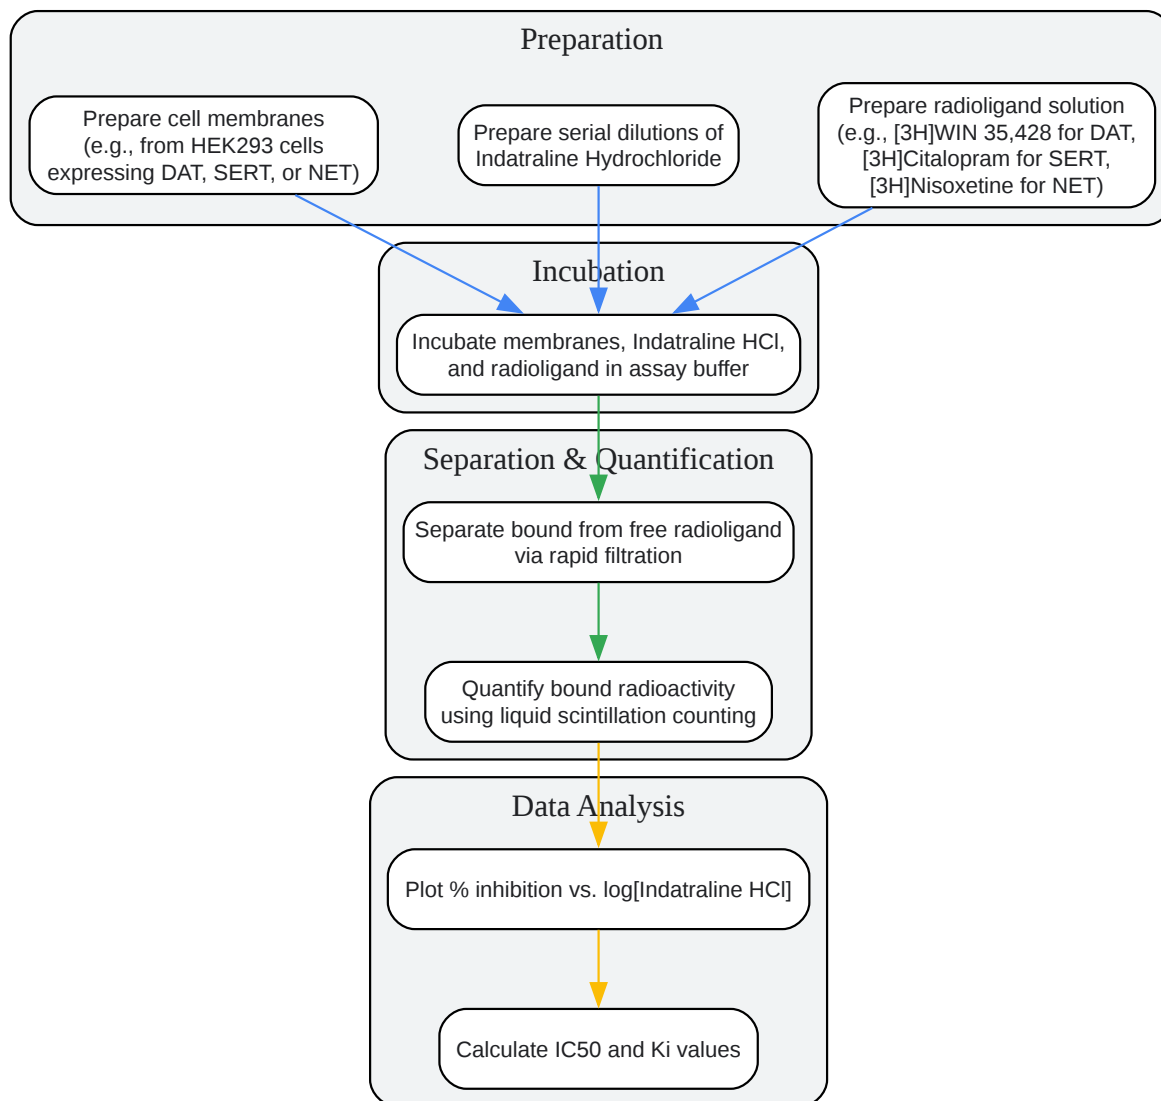 Preparation
Prepare cell membranes
(e.g., from HEK293 cells
expressing DAT, SERT, or NET)
Prepare serial dilutions of
Indatraline Hydrochloride
Prepare radioligand solution
(e.g., [3H]WIN 35,428 for DAT,
[3H]Citalopram for SERT,
[3H]Nisoxetine for NET)
Incubation
Incubate membranes, Indatraline HCl,
and radioligand in assay buffer
Separation & Quantification
Separate bound from free radioligand
via rapid filtration
Quantify bound radioactivity
using liquid scintillation counting
Data Analysis
Plot % inhibition vs. log[Indatraline HCl]
Calculate IC50 and Ki values